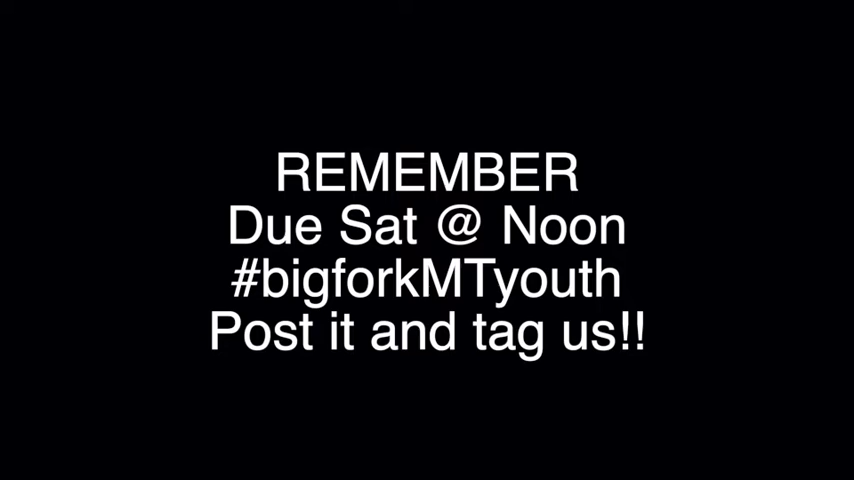 REMEMBER
Due Sat @ Noon
#bigforkMTyouth
Post it and tag us!!